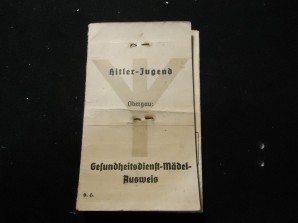 Hitler-Jugend
Obergau:
Gesundheitsdienst-Mädel-
Ausweis